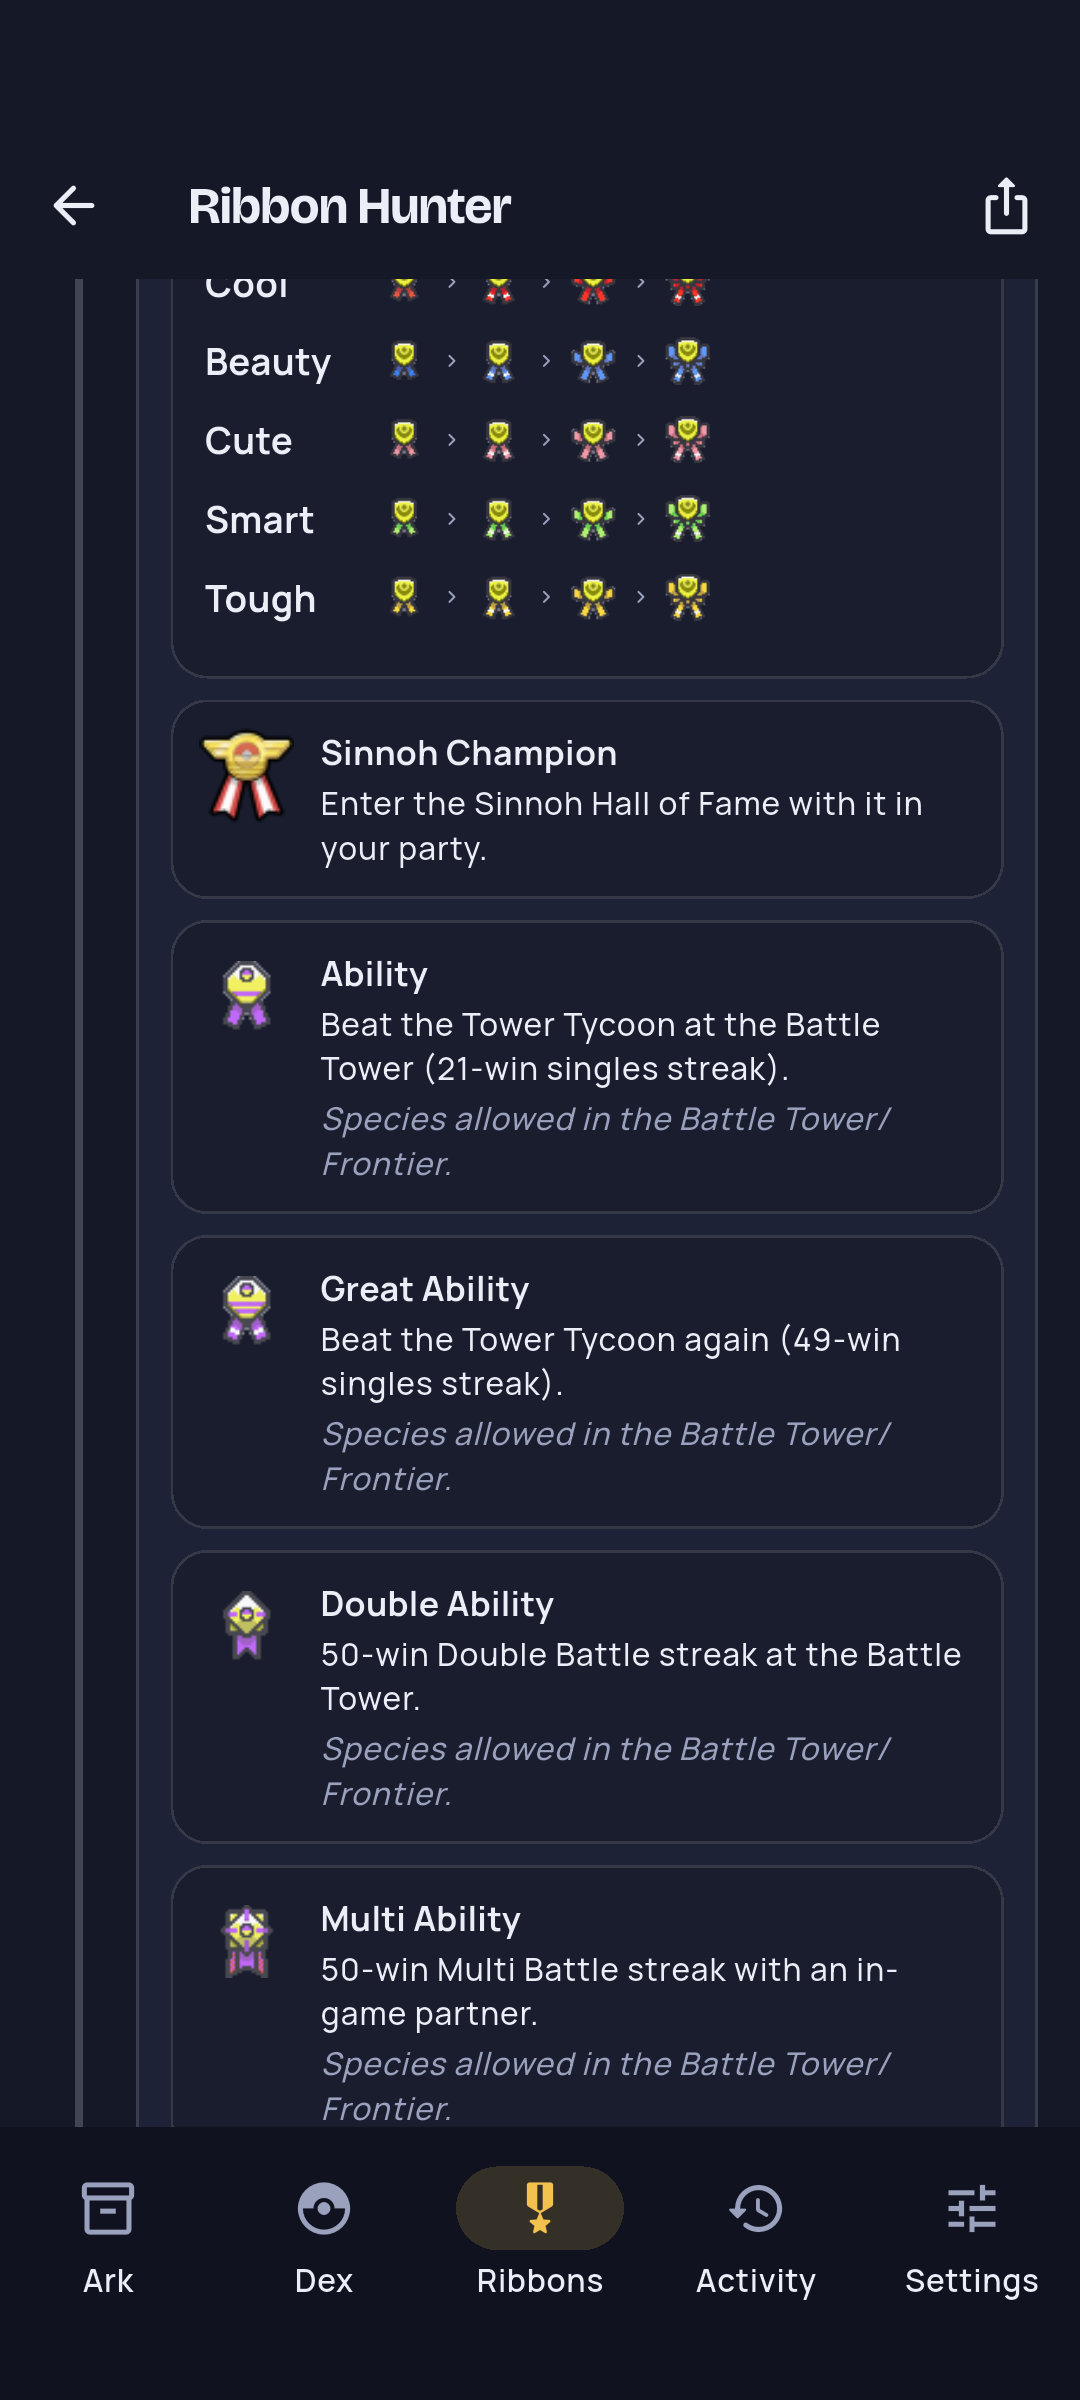 Ribbon Hunter
Cool
Beauty
Cute
Smart
Tough
Sinnoh Champion
Enter the Sinnoh Hall of Fame with it in
your party.
Ability
Beat the Tower Tycoon at the Battle
Tower (21-win singles streak).
Species allowed in the Battle Tower/
Frontier.
Great Ability
Beat the Tower Tycoon again (49-win
singles streak).
Species allowed in the Battle Tower/
Frontier.
Double Ability
50-win Double Battle streak at the Battle
Tower.
Species allowed in the Battle Tower/
Frontier.
Multi Ability
50-win Multi Battle streak with an in-
game partner.
Species allowed in the Battle Tower/
Frontier.
Ark
Dex
Ribbons
Activity
Settings